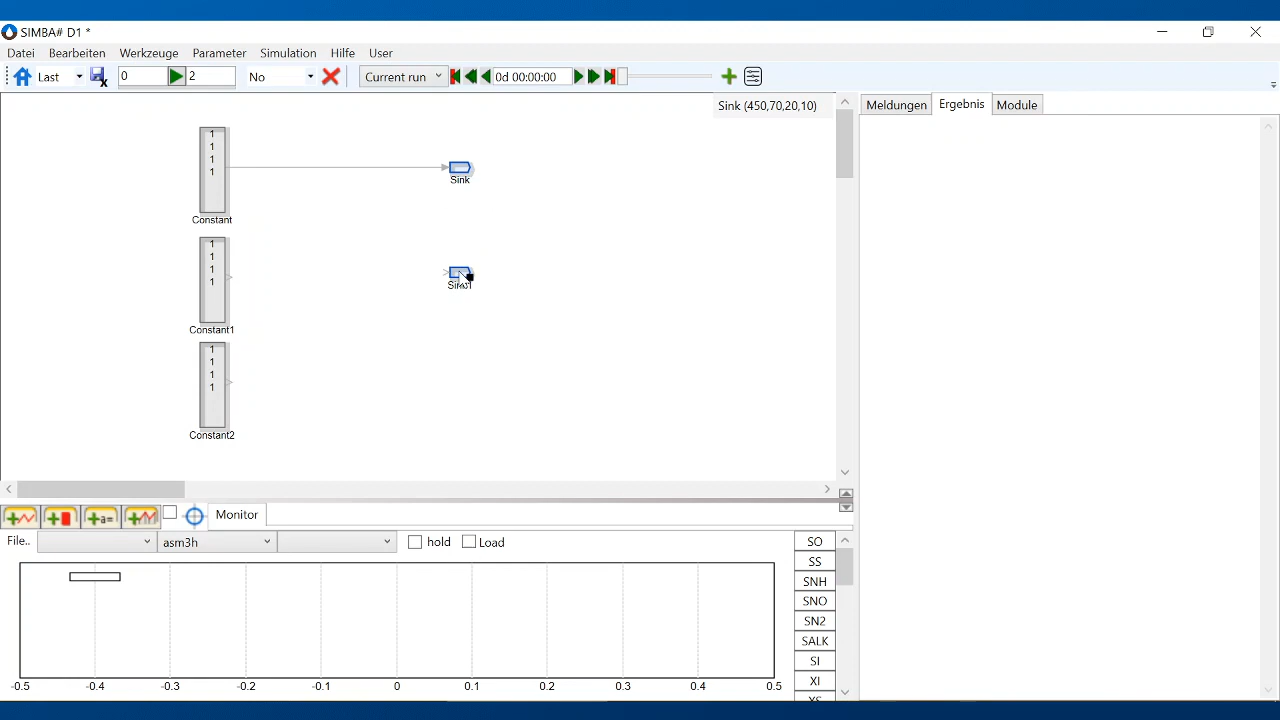 SIMBA# D1 *
Datei Bearbeiten Werkzeuge Parameter Simulation Hilfe User
Last 0 2 No Current run 0d 00:00:00
Sink (450,70,20,10)
Meldungen Ergebnis Module
1
1
1
1
Constant
Sink
1
1
1
1
Constant1
1
1
1
1
Constant2
+a=
Monitor
File.. asm3h hold Load
SO
SS
SNH
SNO
SN2
SALK
SI
XI
-0.5 -0.4 -0.3 -0.2 -0.1 0 0.1 0.2 0.3 0.4 0.5